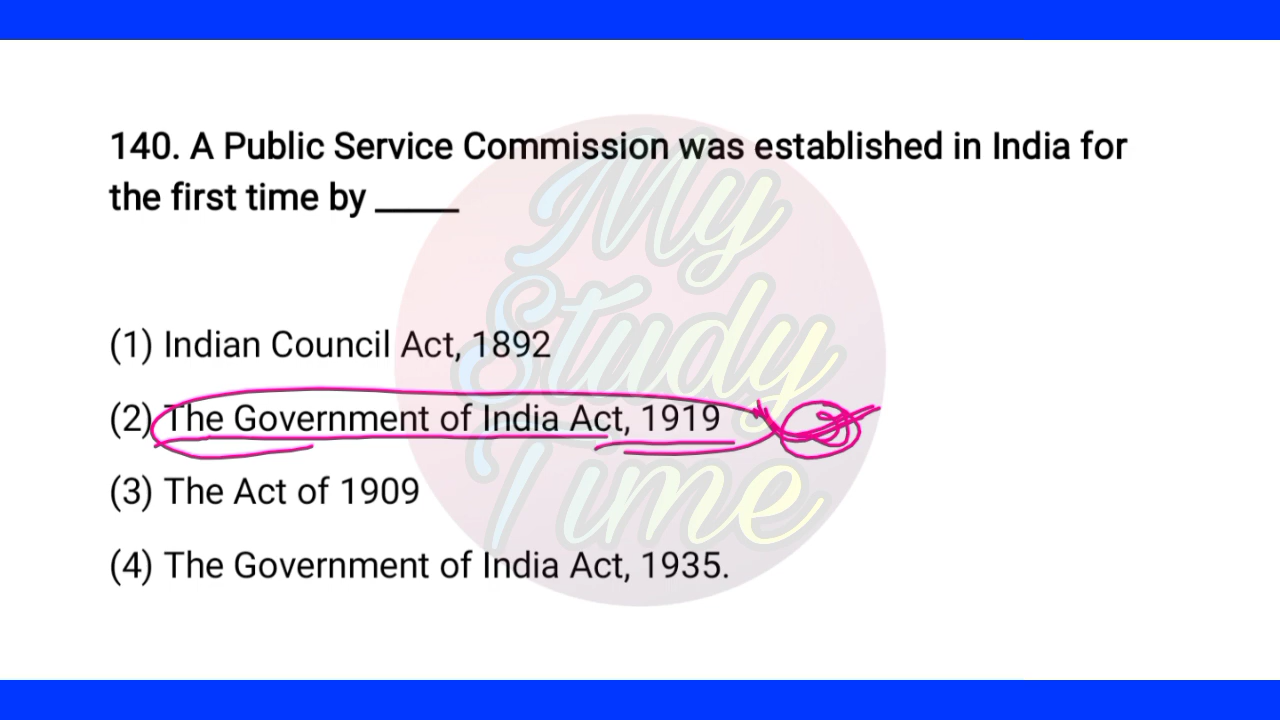 140. A Public Service Commission was established in India for
the first time by _____
(1) Indian Council Act, 1892
(2) The Government of India Act, 1919
(3) The Act of 1909
(4) The Government of India Act, 1935.
My
Study
Time